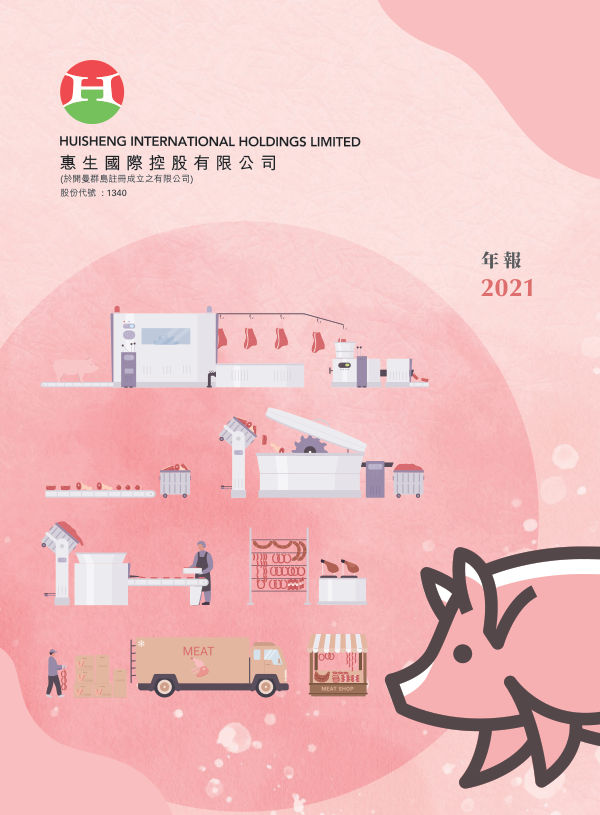 H
HUISHENG INTERNATIONAL HOLDINGS LIMITED
惠生國際控股有限公司
(於開曼群島註冊成立之有限公司)
股份代號 : 1340
年報
2021
MEAT
MEAT SHOP